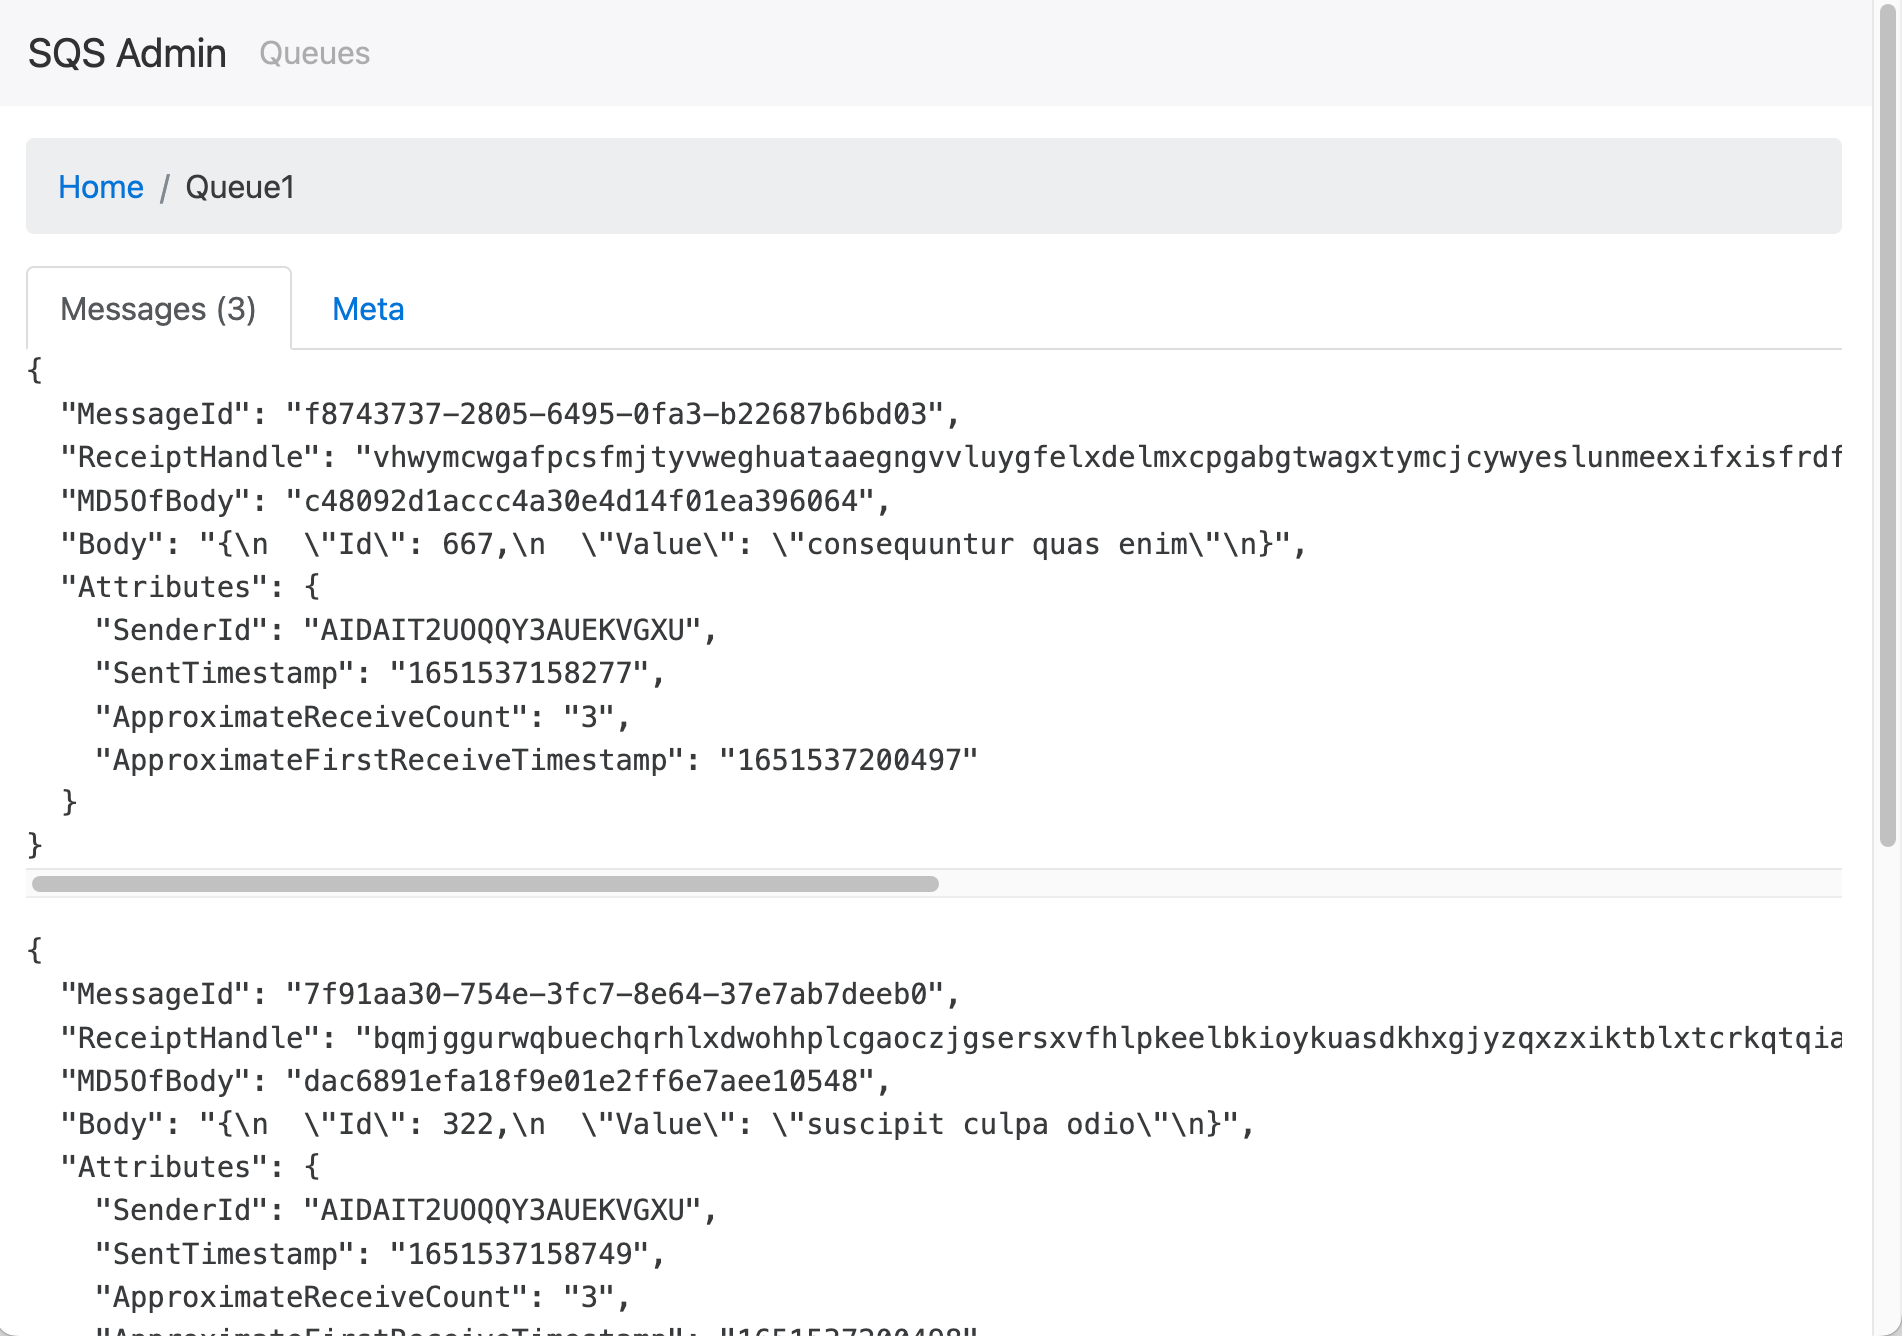 SQS Admin Queues
Home / Queue1
Messages (3) Meta
{
  "MessageId": "f8743737-2805-6495-0fa3-b22687b6bd03",
  "ReceiptHandle": "vhwymcwgafpcsfmjtyvweghuataaegngvvluygfelxdelmxcpgabgtwagxtymcjcywyeslunmeexifxisfrdf
  "MD5OfBody": "c48092d1accc4a30e4d14f01ea396064",
  "Body": "{\n  \"Id\": 667,\n  \"Value\": \"consequuntur quas enim\"\n}",
  "Attributes": {
    "SenderId": "AIDAIT2UOQQY3AUEKVGXU",
    "SentTimestamp": "1651537158277",
    "ApproximateReceiveCount": "3",
    "ApproximateFirstReceiveTimestamp": "1651537200497"
  }
}
{
  "MessageId": "7f91aa30-754e-3fc7-8e64-37e7ab7deeb0",
  "ReceiptHandle": "bqmjggurwqbuechqrhlxdwohhplcgaoczjgsersxvfhlpkeelbkioykuasdkhxgjyzqxzxiktblxtcrkqtqia
  "MD5OfBody": "dac6891efa18f9e01e2ff6e7aee10548",
  "Body": "{\n  \"Id\": 322,\n  \"Value\": \"suscipit culpa odio\"\n}",
  "Attributes": {
    "SenderId": "AIDAIT2UOQQY3AUEKVGXU",
    "SentTimestamp": "1651537158749",
    "ApproximateReceiveCount": "3",
    "ApproximateFirstReceiveTimestamp": "1651537200498"